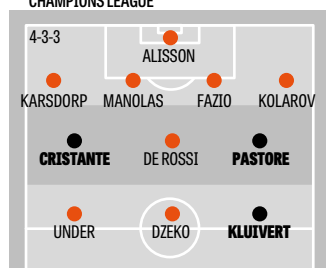 CHAMPIONS LEAGUE
4-3-3
ALISSON
KARSDORP MANOLAS FAZIO KOLAROV
CRISTANTE DE ROSSI PASTORE
UNDER DZEKO KLUIVERT